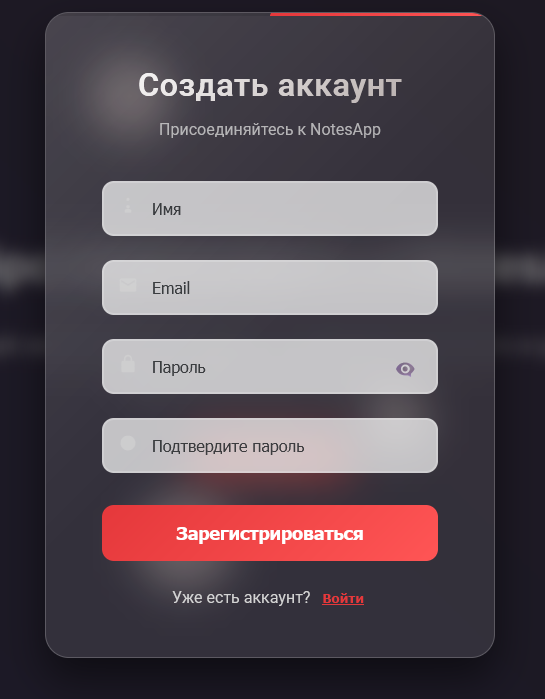 Создать аккаунт
Присоединяйтесь к NotesApp
Имя
Email
Пароль
Подтвердите пароль
Зарегистрироваться
Уже есть аккаунт? Войти